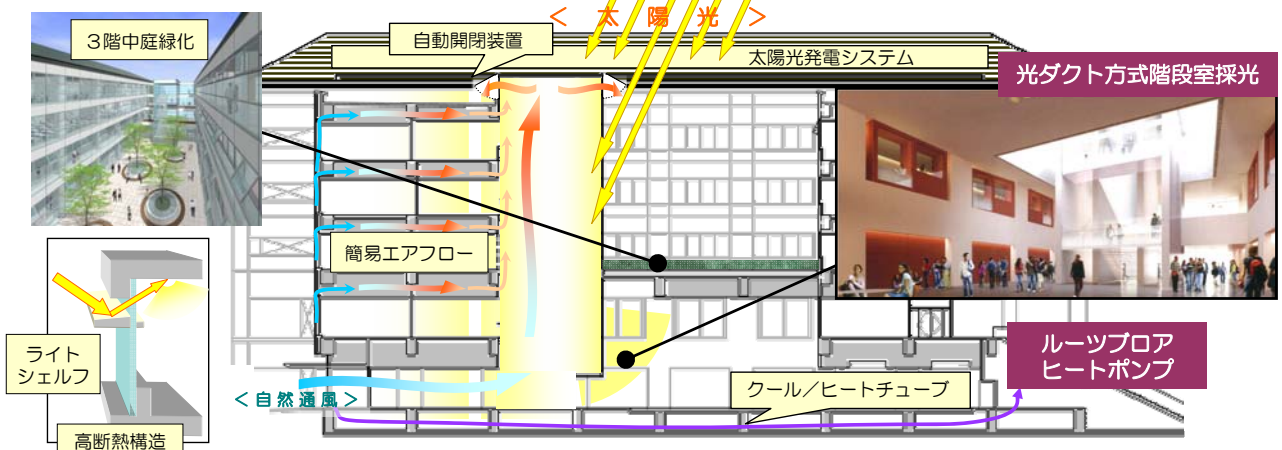 ＜ 太 陽 光 ＞
３階中庭緑化
自動開閉装置
太陽光発電システム
光ダクト方式階段室採光
簡易エアフロー
ライト
シェルフ
ルーツブロア
ヒートポンプ
＜自然通風＞
クール／ヒートチューブ
高断熱構造